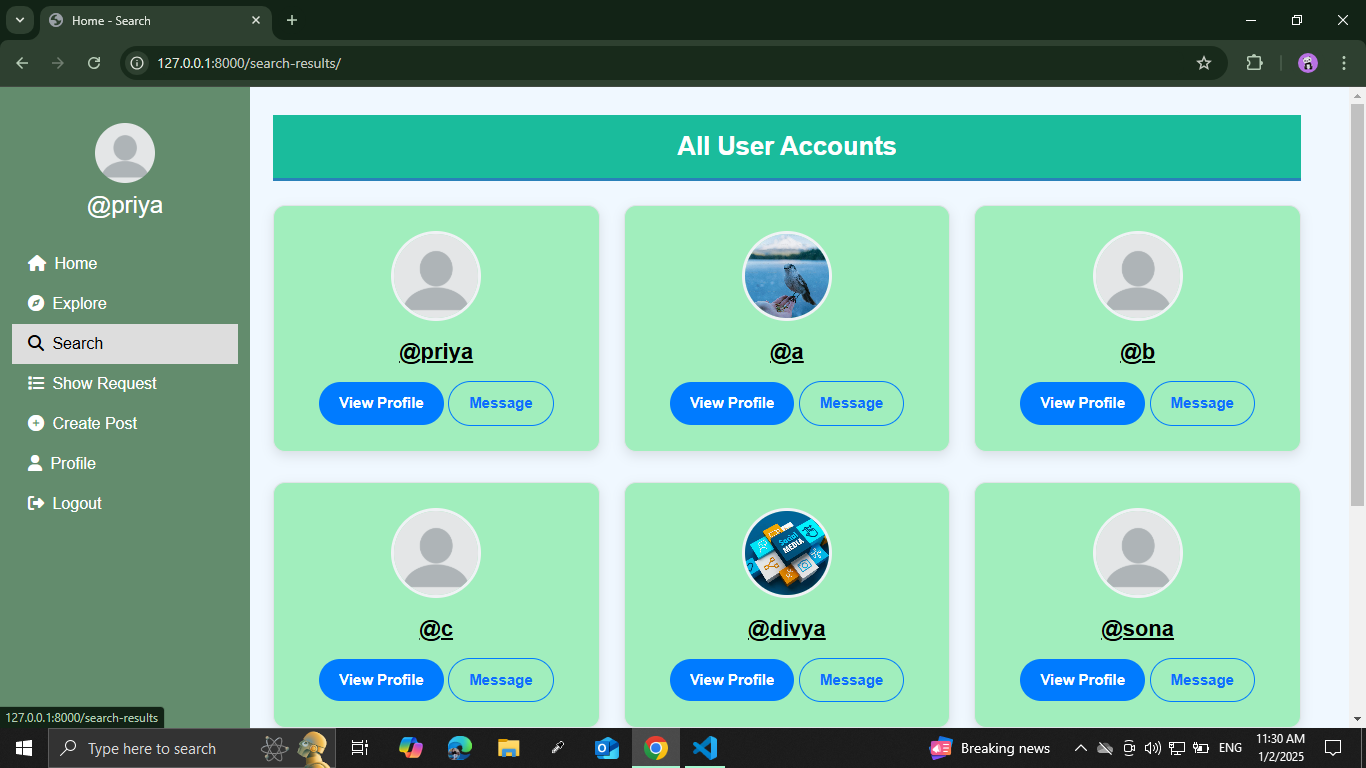 Home - Search
127.0.0.1:8000/search-results/
@priya
Home
Explore
Search
Show Request
Create Post
Profile
Logout
All User Accounts
@priya
View Profile
Message
@a
View Profile
Message
@b
View Profile
Message
@c
View Profile
Message
Social
MEDIA
@divya
View Profile
Message
@sona
View Profile
Message
127.0.0.1:8000/search-results
Type here to search
Breaking news
ENG
11:30 AM
1/2/2025